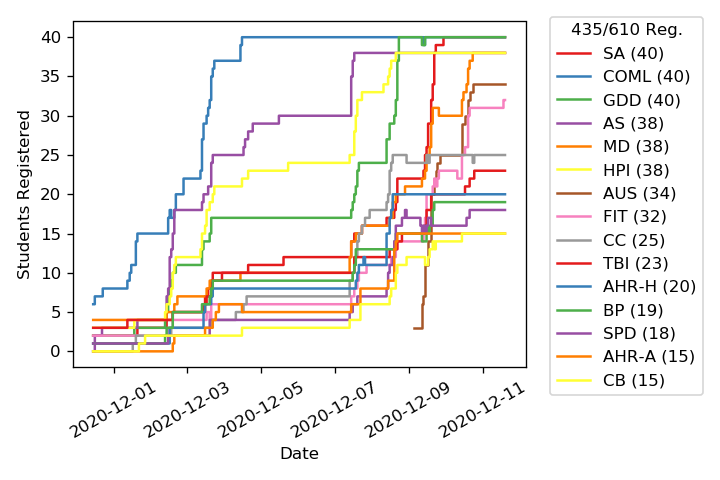 435/610 Reg.
SA (40)
COML (40)
GDD (40)
AS (38)
MD (38)
HPI (38)
AUS (34)
FIT (32)
CC (25)
TBI (23)
AHR-H (20)
BP (19)
SPD (18)
AHR-A (15)
CB (15)
Students Registered
40
35
30
25
20
15
10
5
0
2020-12-01
2020-12-03
2020-12-05
2020-12-07
2020-12-09
2020-12-11
Date